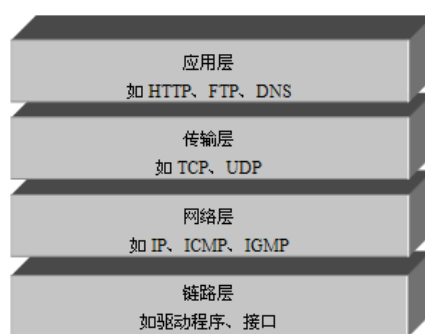 应用层
如 HTTP、FTP、DNS
传输层
如 TCP、UDP
网络层
如 IP、ICMP、IGMP
链路层
如驱动程序、接口